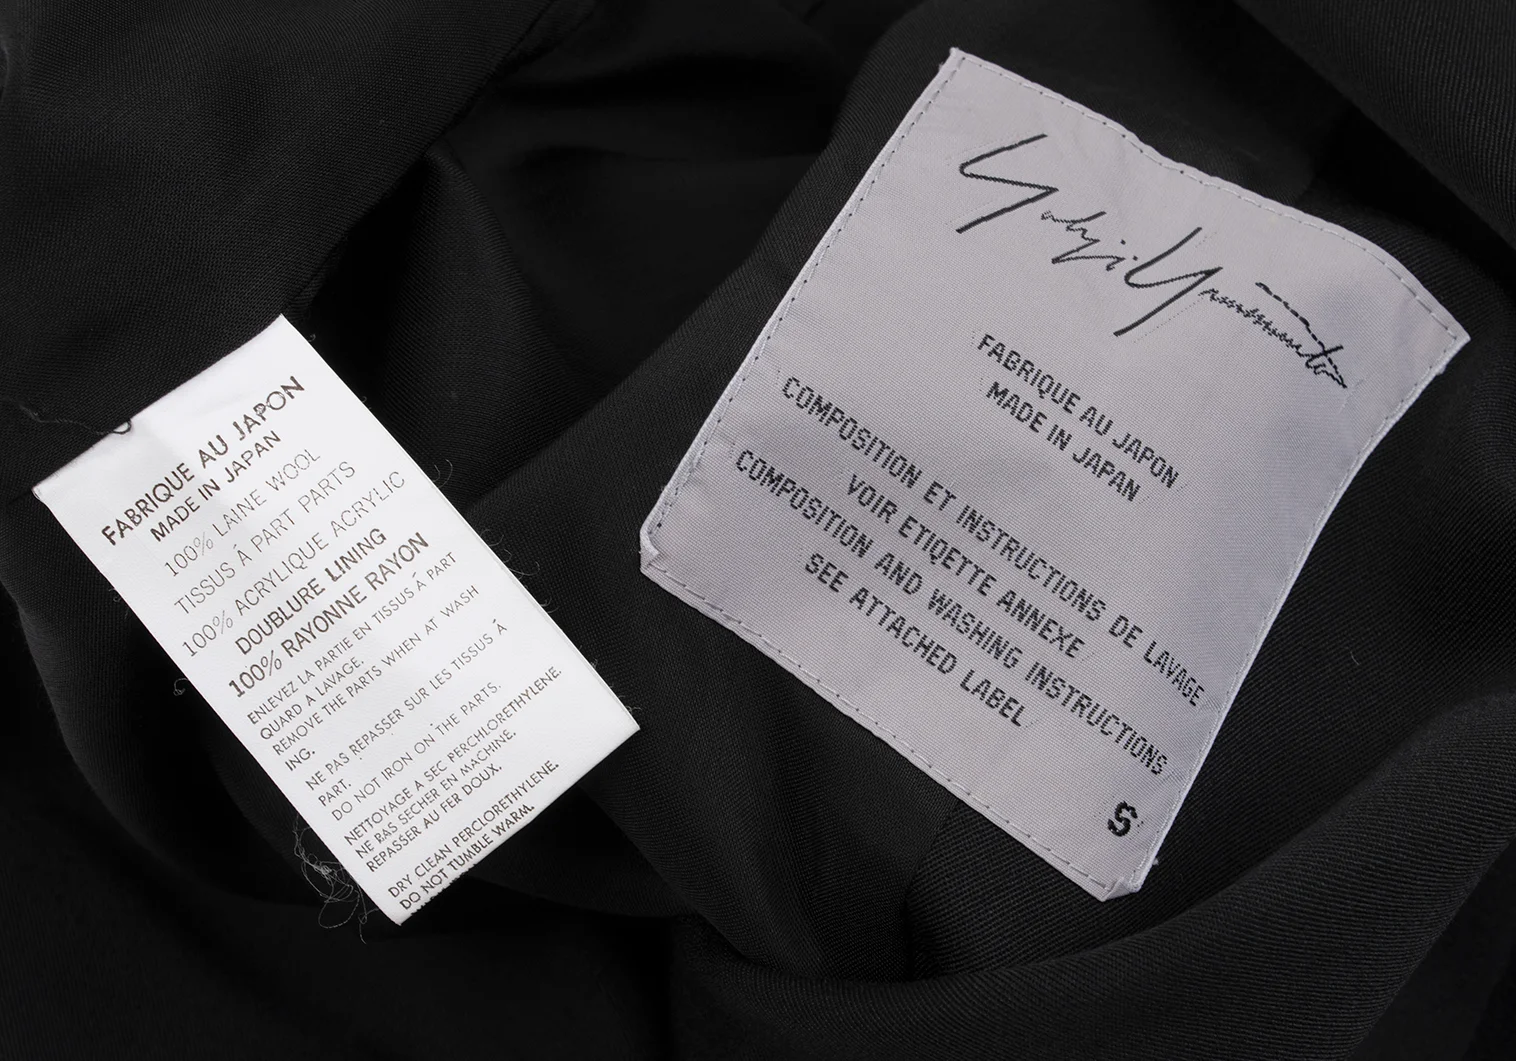 FABRIQUE AU JAPON
MADE IN JAPAN
100% LAINE WOOL
TISSUS Á PART PARTS
100% ACRYLIQUE ACRYLIC
DOUBLURE LINING
100% RAYONNE RAYON
ENLEVEZ LA PARTIE EN TISSUS Á PART
QUARD A LAVAGE.
REMOVE THE PARTS WHEN AT WASH
ING.
NE PAS REPASSER SUR LES TISSUS Á
PART.
DO NOT IRON ON THE PARTS.
NETTOYAGE A SEC PERCHLORETHYLENE.
NE PAS SECHER EN MACHINE.
REPASSER AU FER DOUX.
DRY CLEAN PERCLORETHYLENE.
DO NOT TUMBLE WARM.
Yohji Yamamoto
FABRIQUE AU JAPON
MADE IN JAPAN
COMPOSITION ET INSTRUCTIONS DE LAVAGE
VOIR ETIQETTE ANNEXE
COMPOSITION AND WASHING INSTRUCTIONS
SEE ATTACHED LABEL
S